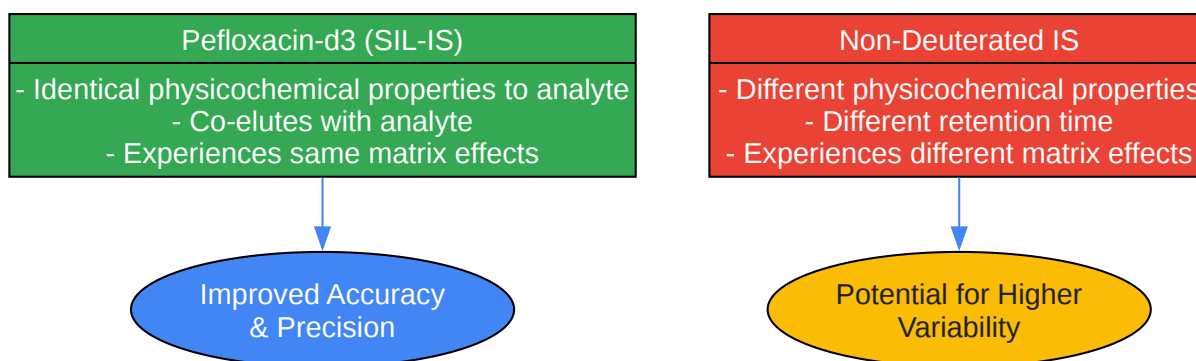 Pefloxacin-d3 (SIL-IS)
- Identical physicochemical properties to analyte
- Co-elutes with analyte
- Experiences same matrix effects
Improved Accuracy
& Precision
Non-Deuterated IS
- Different physicochemical properties
- Different retention time
- Experiences different matrix effects
Potential for Higher
Variability